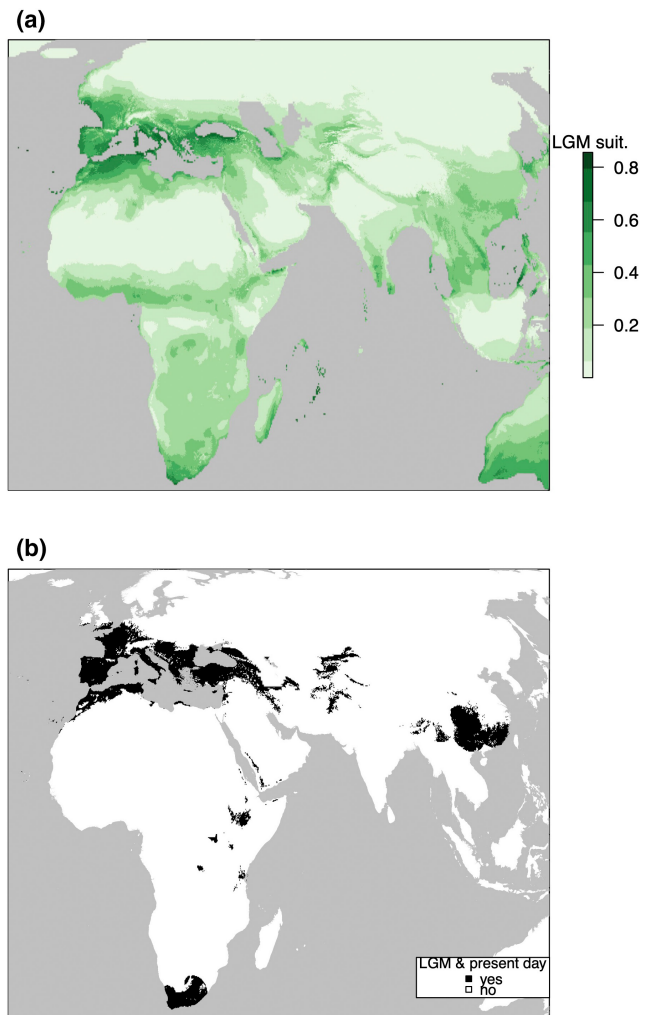 (a)
LGM suit.
0.8
0.6
0.4
0.2
(b)
LGM & present day
yes
no